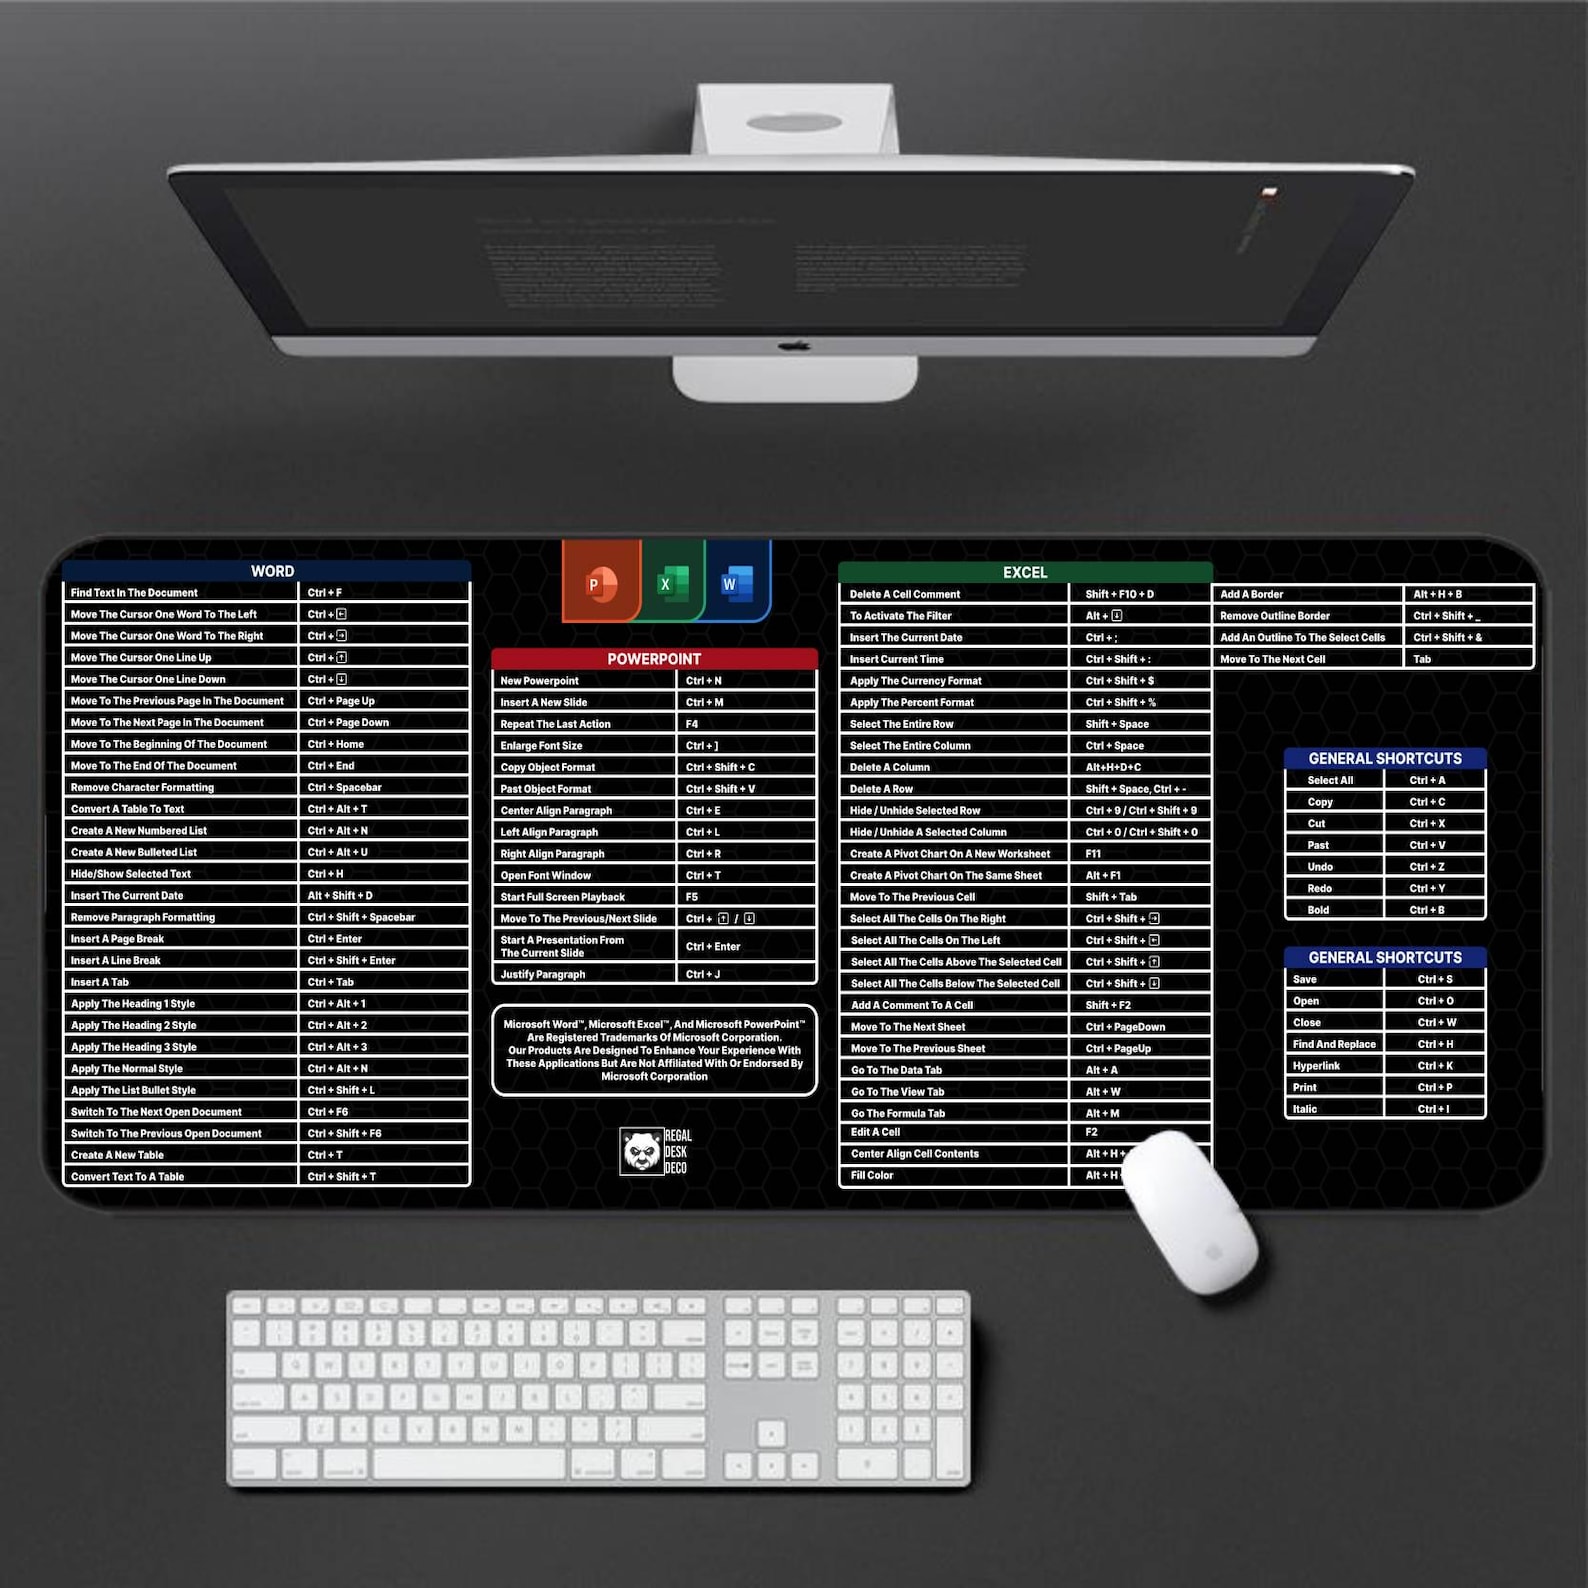 WORD
Find Text In The Document Ctrl + F
Move The Cursor One Word To The Left Ctrl + ←
Move The Cursor One Word To The Right Ctrl + →
Move The Cursor One Line Up Ctrl + ↑
Move The Cursor One Line Down Ctrl + ↓
Move To The Previous Page In The Document Ctrl + Page Up
Move To The Next Page In The Document Ctrl + Page Down
Move To The Beginning Of The Document Ctrl + Home
Move To The End Of The Document Ctrl + End
Remove Character Formatting Ctrl + Spacebar
Convert A Table To Text Ctrl + Alt + T
Create A New Numbered List Ctrl + Alt + N
Create A New Bulleted List Ctrl + Alt + U
Hide/Show Selected Text Ctrl + H
Insert The Current Date Alt + Shift + D
Remove Paragraph Formatting Ctrl + Shift + Spacebar
Insert A Page Break Ctrl + Enter
Insert A Line Break Ctrl + Shift + Enter
Insert A Tab Ctrl + Tab
Apply The Heading 1 Style Ctrl + Alt + 1
Apply The Heading 2 Style Ctrl + Alt + 2
Apply The Heading 3 Style Ctrl + Alt + 3
Apply The Normal Style Ctrl + Alt + N
Apply The List Bullet Style Ctrl + Shift + L
Switch To The Next Open Document Ctrl + F6
Switch To The Previous Open Document Ctrl + Shift + F6
Create A New Table Ctrl + T
Convert Text To A Table Ctrl + Shift + T
P X W
POWERPOINT
New Powerpoint Ctrl + N
Insert A New Slide Ctrl + M
Repeat The Last Action F4
Enlarge Font Size Ctrl + ]
Copy Object Format Ctrl + Shift + C
Past Object Format Ctrl + Shift + V
Center Align Paragraph Ctrl + E
Left Align Paragraph Ctrl + L
Right Align Paragraph Ctrl + R
Open Font Window Ctrl + T
Start Full Screen Playback F5
Move To The Previous/Next Slide Ctrl + ↑ / ↓
Start A Presentation From
The Current Slide Ctrl + Enter
Justify Paragraph Ctrl + J
Microsoft Word™, Microsoft Excel™, And Microsoft PowerPoint™
Are Registered Trademarks Of Microsoft Corporation.
Our Products Are Designed To Enhance Your Experience With
These Applications But Are Not Affiliated With Or Endorsed By
Microsoft Corporation
REGAL
DESK
DECO
EXCEL
Delete A Cell Comment Shift + F10 + D
To Activate The Filter Alt + ↓
Insert The Current Date Ctrl + ;
Insert Current Time Ctrl + Shift + :
Apply The Currency Format Ctrl + Shift + $
Apply The Percent Format Ctrl + Shift + %
Select The Entire Row Shift + Space
Select The Entire Column Ctrl + Space
Delete A Column Alt+H+D+C
Delete A Row Shift + Space, Ctrl + -
Hide / Unhide Selected Row Ctrl + 9 / Ctrl + Shift + 9
Hide / Unhide A Selected Column Ctrl + 0 / Ctrl + Shift + 0
Create A Pivot Chart On A New Worksheet F11
Create A Pivot Chart On The Same Sheet Alt + F1
Move To The Previous Cell Shift + Tab
Select All The Cells On The Right Ctrl + Shift + →
Select All The Cells On The Left Ctrl + Shift + ←
Select All The Cells Above The Selected Cell Ctrl + Shift + ↑
Select All The Cells Below The Selected Cell Ctrl + Shift + ↓
Add A Comment To A Cell Shift + F2
Move To The Next Sheet Ctrl + PageDown
Move To The Previous Sheet Ctrl + PageUp
Go To The Data Tab Alt + A
Go To The View Tab Alt + W
Go The Formula Tab Alt + M
Edit A Cell F2
Center Align Cell Contents Alt + H +
Fill Color Alt + H
Add A Border Alt + H + B
Remove Outline Border Ctrl + Shift + _
Add An Outline To The Select Cells Ctrl + Shift + &
Move To The Next Cell Tab
GENERAL SHORTCUTS
Select All Ctrl + A
Copy Ctrl + C
Cut Ctrl + X
Past Ctrl + V
Undo Ctrl + Z
Redo Ctrl + Y
Bold Ctrl + B
GENERAL SHORTCUTS
Save Ctrl + S
Open Ctrl + O
Close Ctrl + W
Find And Replace Ctrl + H
Hyperlink Ctrl + K
Print Ctrl + P
Italic Ctrl + I